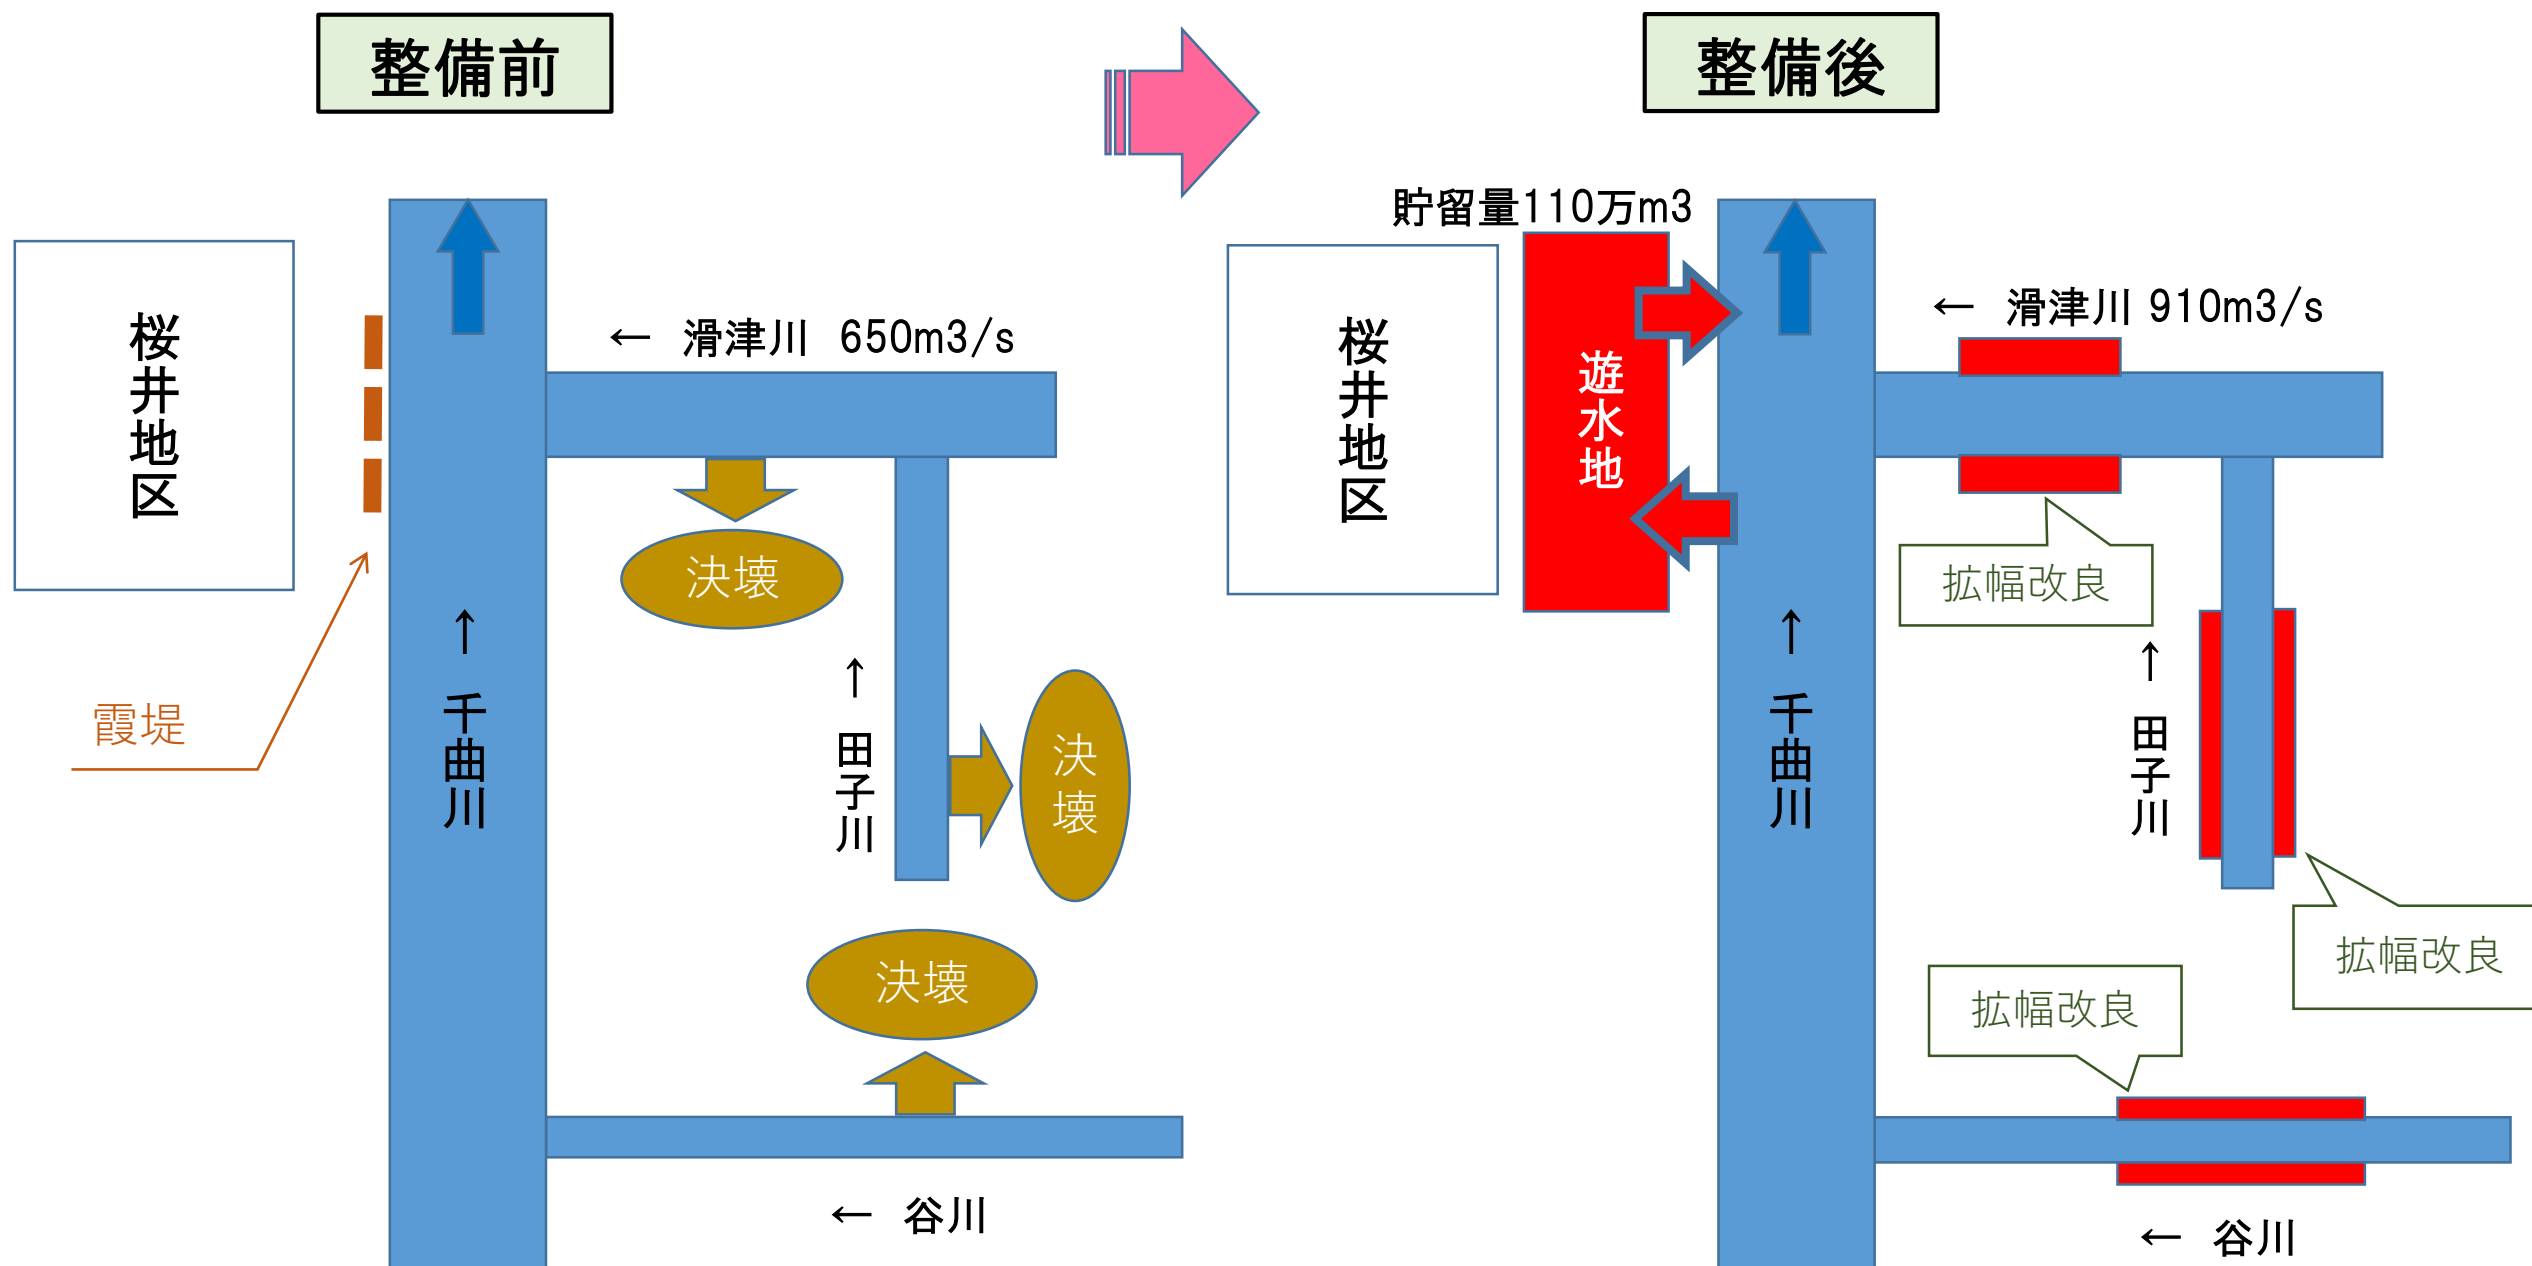 整備前
桜井地区
← 滑津川 650m3/s
決壊
霞堤
↑ 千曲川
↑ 田子川
決壊
決壊
← 谷川
整備後
貯留量110万m3
桜井地区
遊水地
← 滑津川 910m3/s
拡幅改良
↑ 千曲川
↑ 田子川
拡幅改良
拡幅改良
← 谷川